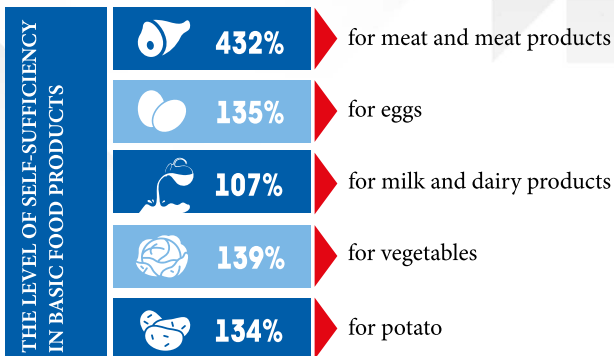 THE LEVEL OF SELF-SUFFICIENCY
IN BASIC FOOD PRODUCTS
432% for meat and meat products
135% for eggs
107% for milk and dairy products
139% for vegetables
134% for potato